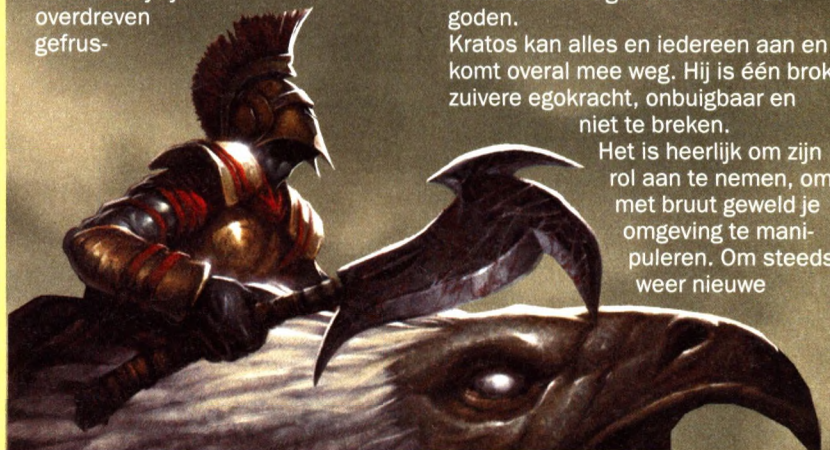 overdreven
gefrus-
goden.
Kratos kan alles en iedereen aan en
komt overal mee weg. Hij is één brok
zuivere egokracht, onbuigbaar en
niet te breken.
Het is heerlijk om zijn
rol aan te nemen, om
met bruut geweld je
omgeving te mani-
puleren. Om steeds
weer nieuwe